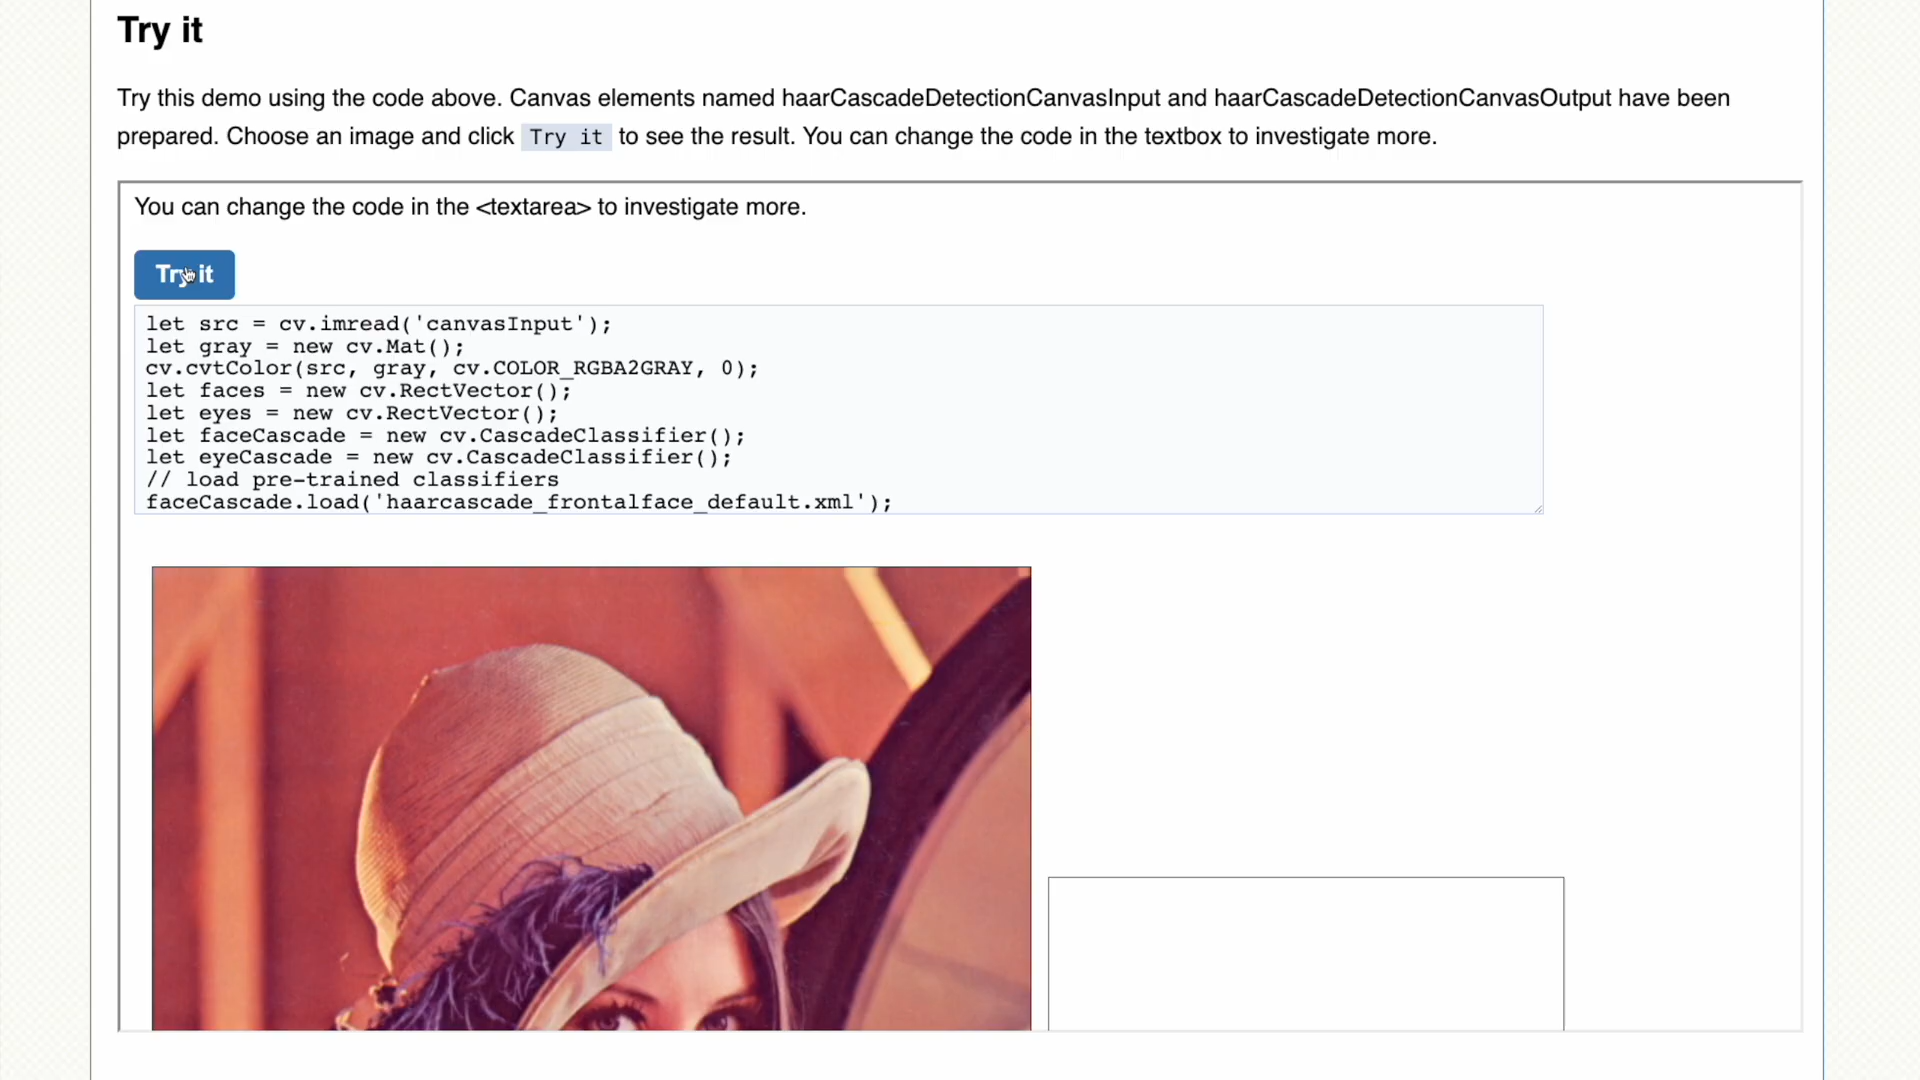 Try it
Try this demo using the code above. Canvas elements named haarCascadeDetectionCanvasInput and haarCascadeDetectionCanvasOutput have been
prepared. Choose an image and click Try it to see the result. You can change the code in the textbox to investigate more.
You can change the code in the <textarea> to investigate more.
Try it
let src = cv.imread('canvasInput');
let gray = new cv.Mat();
cv.cvtColor(src, gray, cv.COLOR_RGBA2GRAY, 0);
let faces = new cv.RectVector();
let eyes = new cv.RectVector();
let faceCascade = new cv.CascadeClassifier();
let eyeCascade = new cv.CascadeClassifier();
// load pre-trained classifiers
faceCascade.load('haarcascade_frontalface_default.xml');